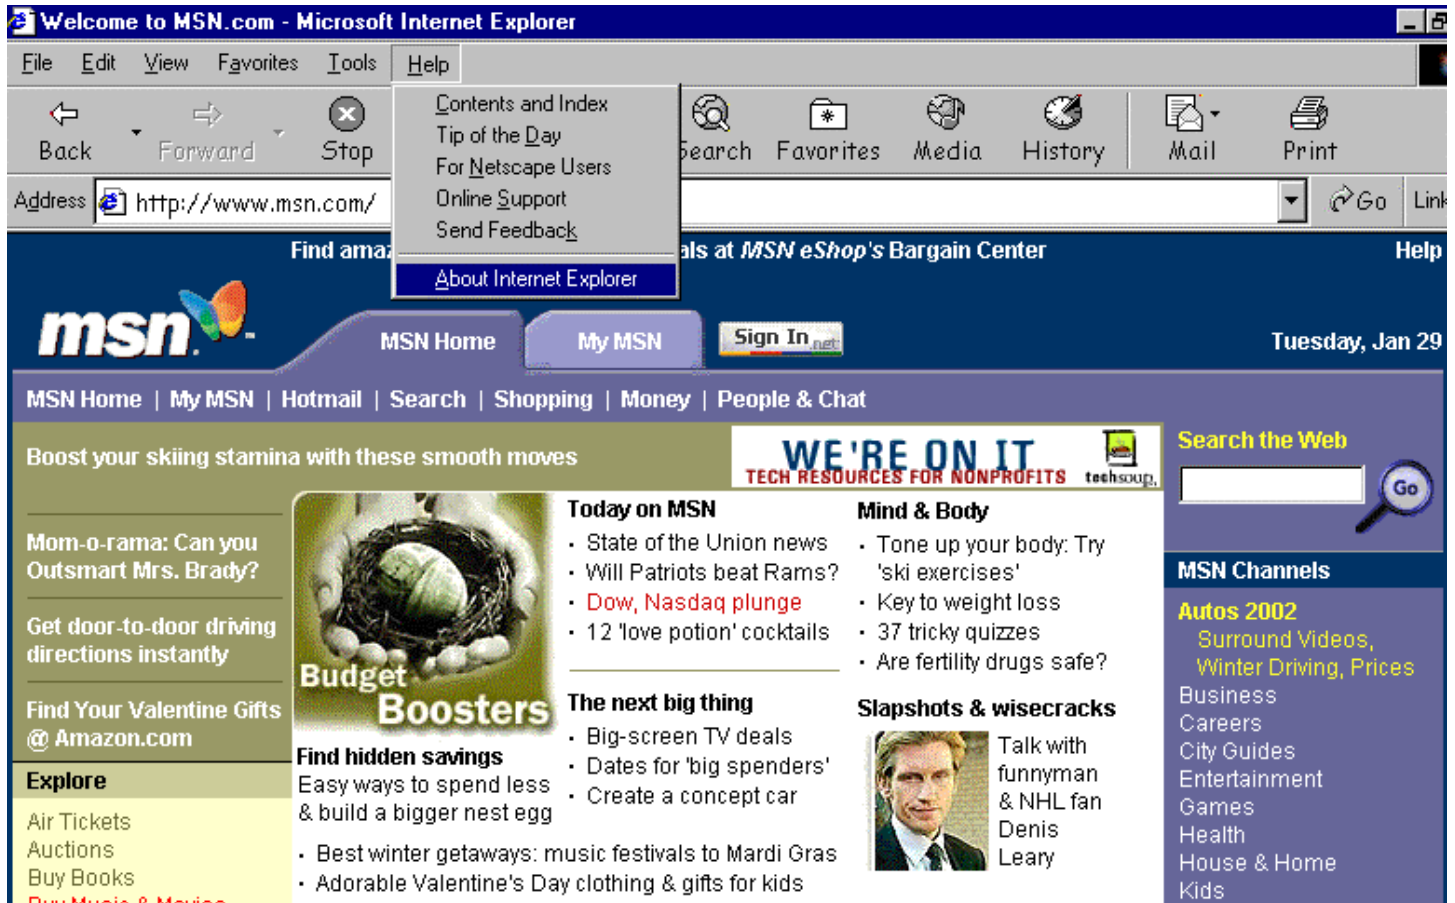 Welcome to MSN.com - Microsoft Internet Explorer
File Edit View Favorites Tools Help
Contents and Index
Tip of the Day
For Netscape Users
Online Support
Send Feedback
About Internet Explorer
Back Forward Stop Search Favorites Media History Mail Print
Address http://www.msn.com/ Go
Find als at MSN eShop's Bargain Center Help
msn MSN Home My MSN Sign In .net Tuesday, Jan 29
MSN Home | My MSN | Hotmail | Search | Shopping | Money | People & Chat
Boost your skiing stamina with these smooth moves
WE'RE ON IT
TECH RESOURCES FOR NONPROFITS techsoup.
Mom-o-rama: Can you
Outsmart Mrs. Brady?
Get door-to-door driving
directions instantly
Find Your Valentine Gifts
@ Amazon.com
Explore
Air Tickets
Auctions
Buy Books
Buy Music & Movies
Budget
Boosters
Find hidden savings
Easy ways to spend less
& build a bigger nest egg
Today on MSN
· State of the Union news
· Will Patriots beat Rams?
· Dow, Nasdaq plunge
· 12 'love potion' cocktails
The next big thing
· Big-screen TV deals
· Dates for 'big spenders'
· Create a concept car
· Best winter getaways: music festivals to Mardi Gras
· Adorable Valentine's Day clothing & gifts for kids
Mind & Body
· Tone up your body: Try
'ski exercises'
· Key to weight loss
· 37 tricky quizzes
· Are fertility drugs safe?
Slapshots & wisecracks
Talk with
funnyman
& NHL fan
Denis
Leary
Search the Web
Go
MSN Channels
Autos 2002
Surround Videos,
Winter Driving, Prices
Business
Careers
City Guides
Entertainment
Games
Health
House & Home
Kids